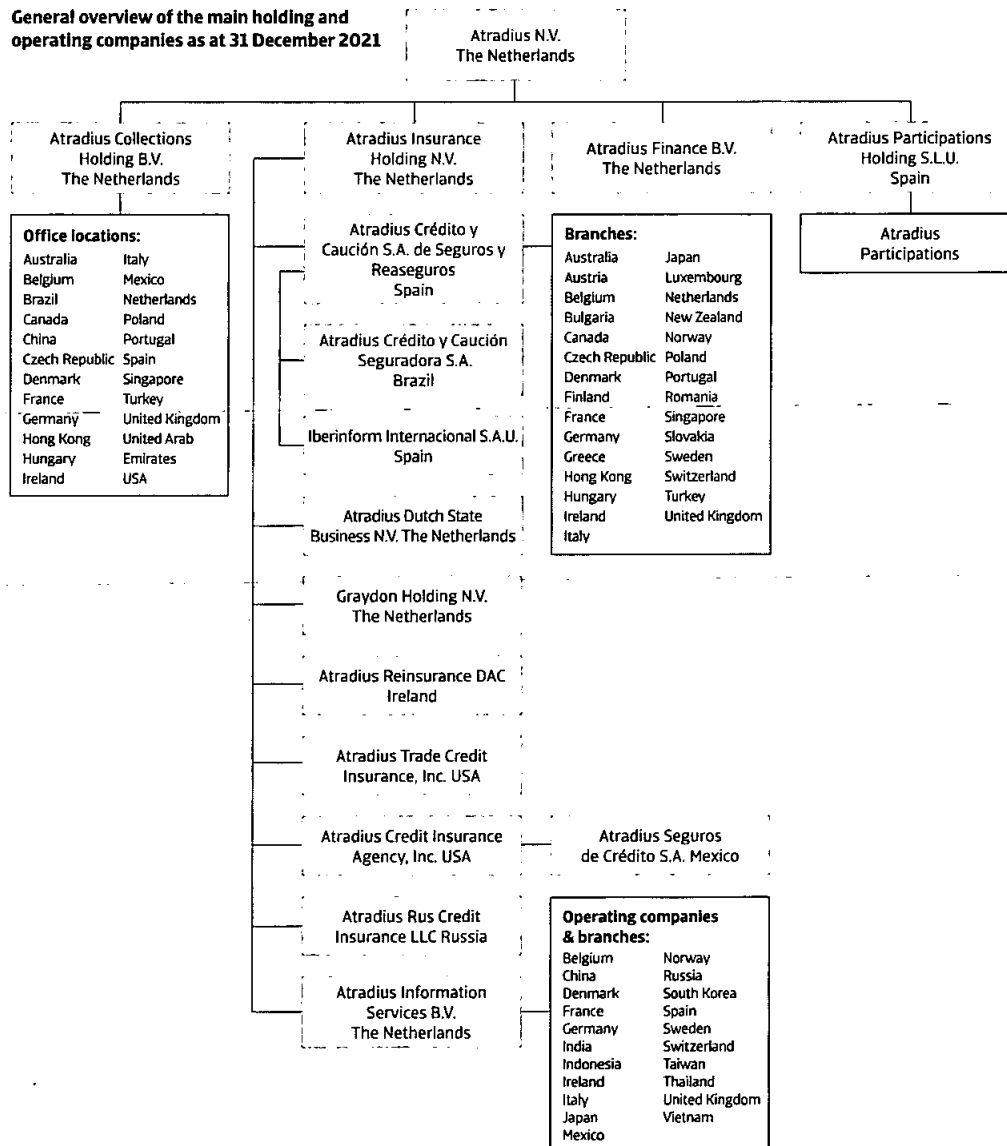 General overview of the main holding and
operating companies as at 31 December 2021
Atradius N.V.
The Netherlands
Atradius Collections
Holding B.V.
The Netherlands
Atradius Insurance
Holding N.V.
The Netherlands
Atradius Finance B.V.
The Netherlands
Atradius Participations
Holding S.L.U.
Spain
Office locations:
Australia Italy
Belgium Mexico
Brazil Netherlands
Canada Poland
China Portugal
Czech Republic Spain
Denmark Singapore
France Turkey
Germany United Kingdom
Hong Kong United Arab
Hungary Emirates
Ireland USA
Atradius Crédito y
Caución S.A. de Seguros y
Reaseguros
Spain
Branches:
Australia Japan
Austria Luxembourg
Belgium Netherlands
Bulgaria New Zealand
Canada Norway
Czech Republic Poland
Denmark Portugal
Finland Romania
France Singapore
Germany Slovakia
Greece Sweden
Hong Kong Switzerland
Hungary Turkey
Ireland United Kingdom
Italy
Atradius
Participations
Atradius Crédito y Caución
Seguradora S.A.
Brazil
Iberinform Internacional S.A.U.
Spain
Atradius Dutch State
Business N.V. The Netherlands
Graydon Holding N.V.
The Netherlands
Atradius Reinsurance DAC
Ireland
Atradius Trade Credit
Insurance, Inc. USA
Atradius Credit Insurance
Agency, Inc. USA
Atradius Seguros
de Crédito S.A. Mexico
Atradius Rus Credit
Insurance LLC Russia
Atradius Information
Services B.V.
The Netherlands
Operating companies
& branches:
Belgium Norway
China Russia
Denmark South Korea
France Spain
Germany Sweden
India Switzerland
Indonesia Taiwan
Ireland Thailand
Italy United Kingdom
Japan Vietnam
Mexico